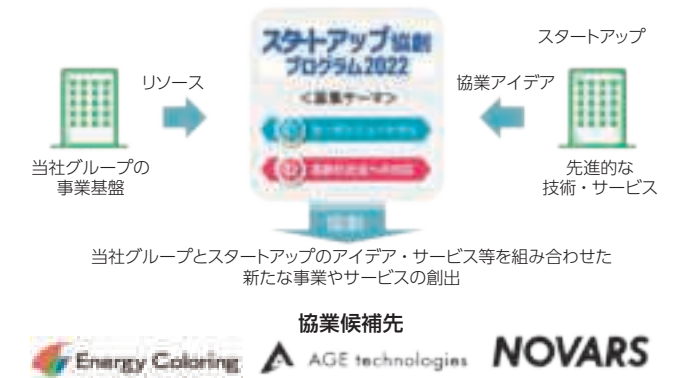 スタートアップ協創
プログラム2022
<募集テーマ>
スタートアップ
リソース
協業アイデア
当社グループの
事業基盤
先進的な
技術・サービス
当社グループとスタートアップのアイデア・サービス等を組み合わせた
新たな事業やサービスの創出
協業候補先
Energy Coloring
AGE technologies
NOVARS